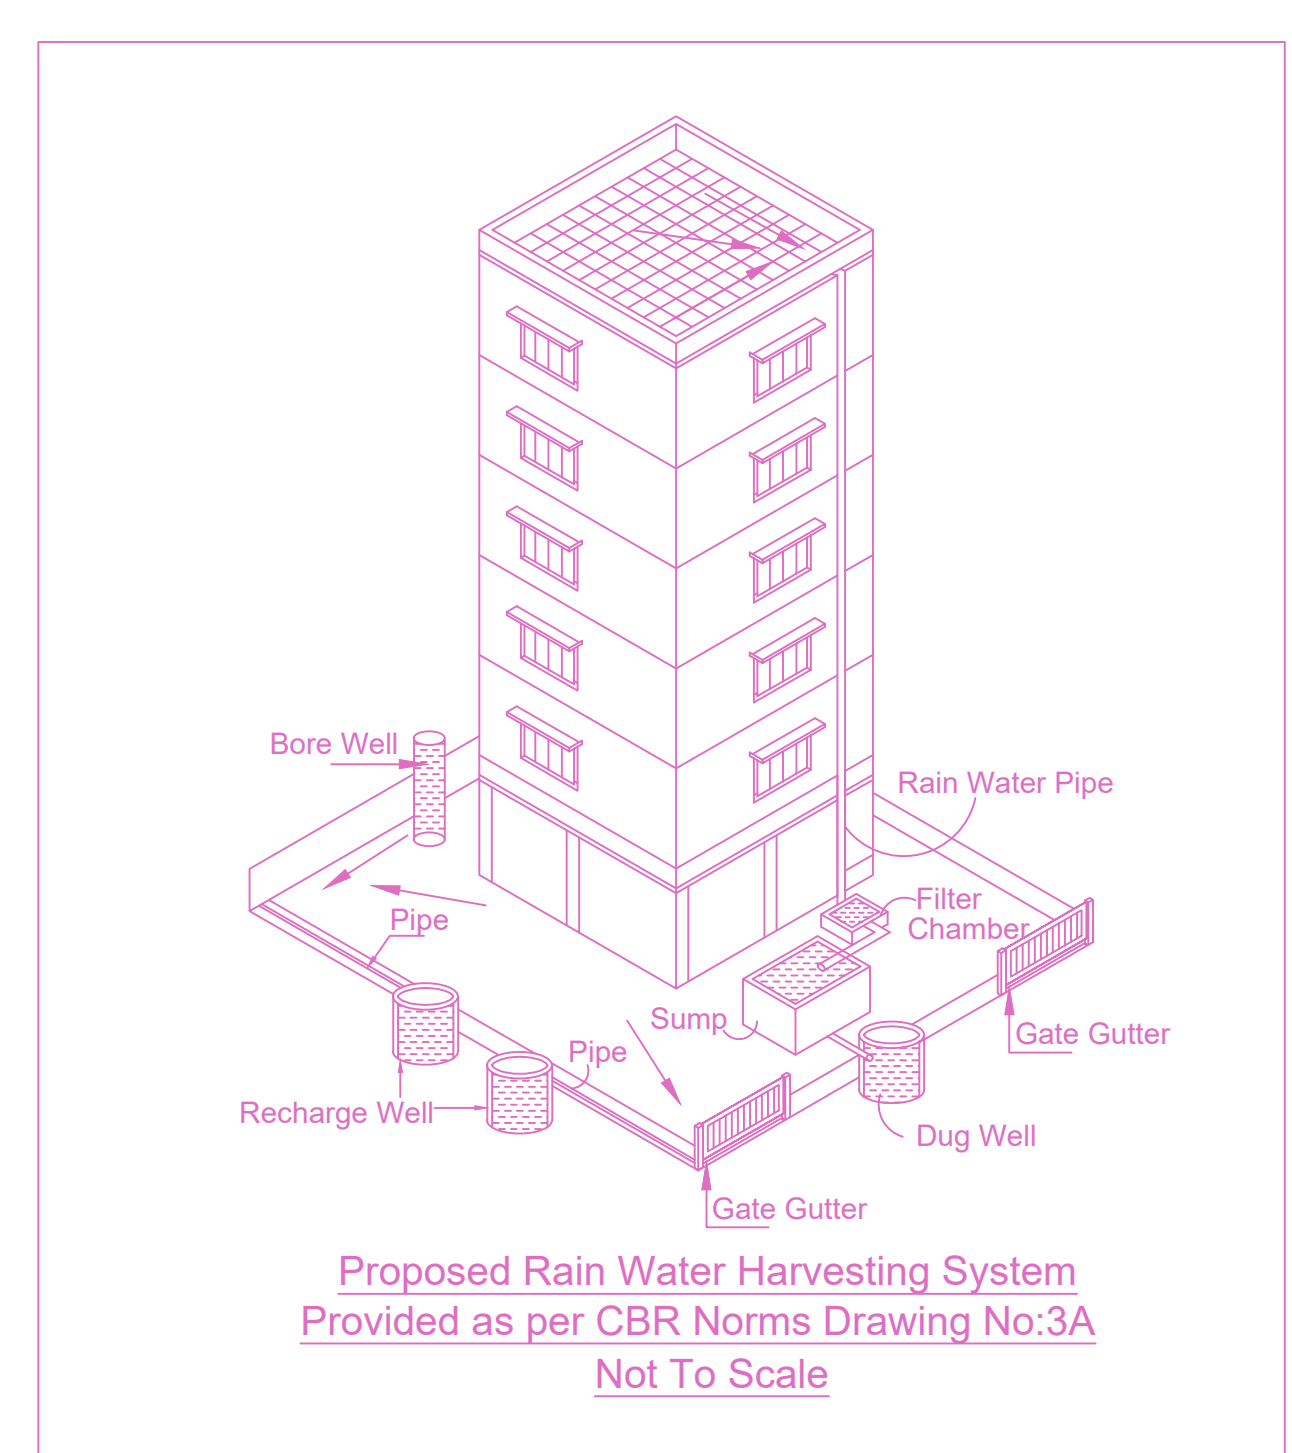 Bore Well
Rain Water Pipe
Filter
Chamber
Pipe
Sump
Gate Gutter
Pipe
Recharge Well
Dug Well
Gate Gutter
Proposed Rain Water Harvesting System
Provided as per CBR Norms Drawing No:3A
Not To Scale